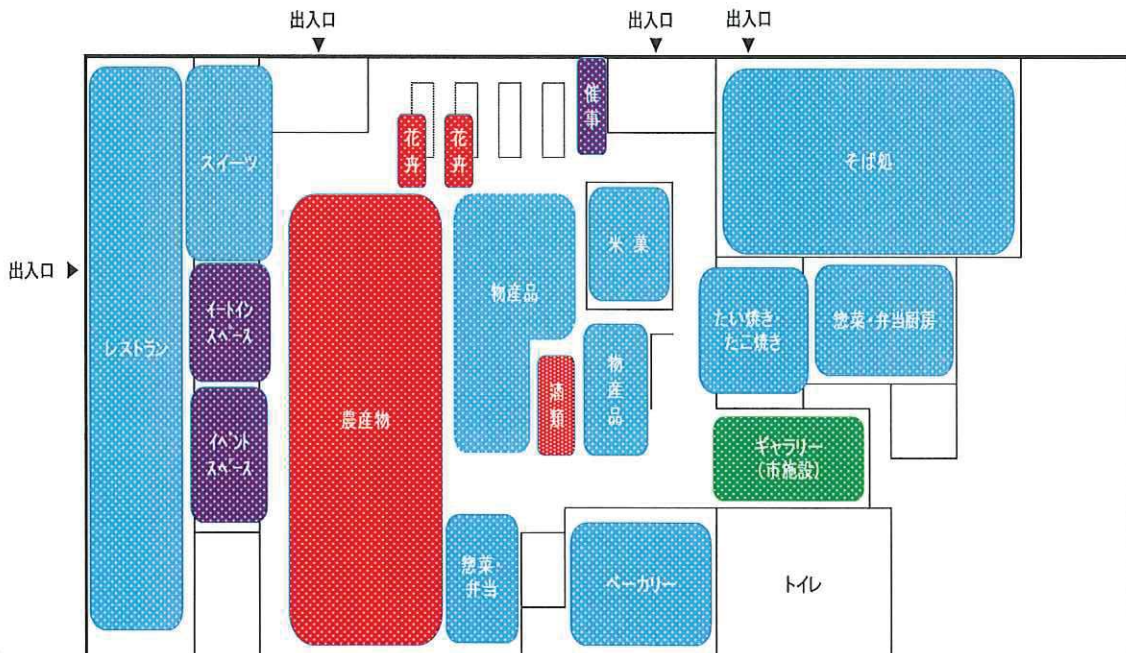 出入口
出入口
出入口
出入口
レストラン
スイーツ
イートイン
スペース
イベント
スペース
農産物
花卉
花卉
催事
物産品
酒類
米菓
物産品
そば処
たい焼き・
たこ焼き
惣菜・弁当厨房
ギャラリー
(市施設)
惣菜・
弁当
ベーカリー
トイレ